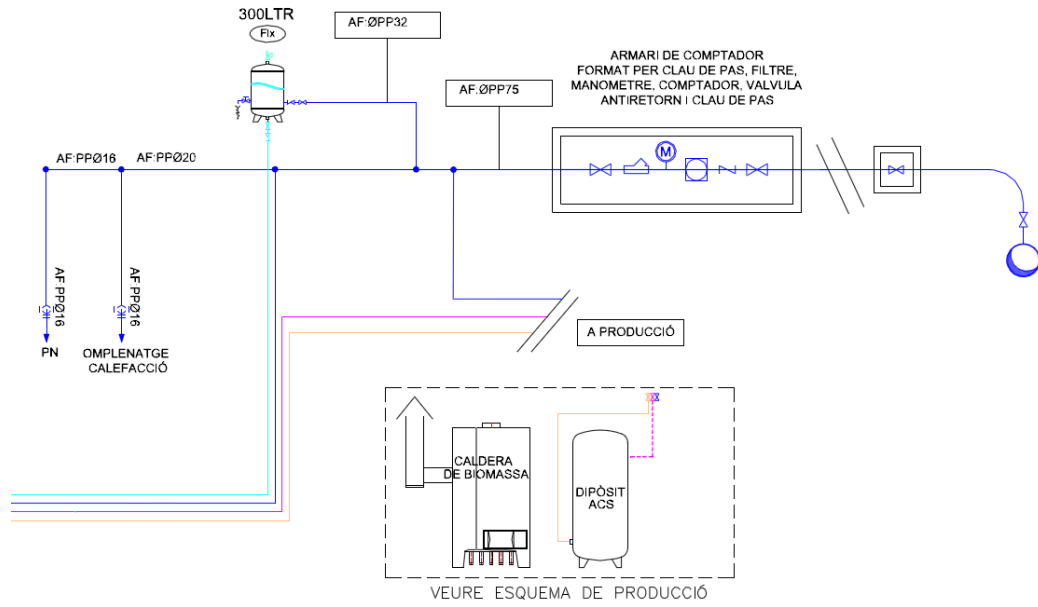 300LTR
Fix
AF:ØPP32
ARMARI DE COMPTADOR
FORMAT PER CLAU DE PAS, FILTRE,
MANOMETRE, COMPTADOR, VALVULA
ANTIRETORN I CLAU DE PAS
AF:ØPP75
M
AF:PPØ16
AF:PPØ20
AF:PPØ16
AF:PPØ16
PN
OMPLENATGE
CALEFACCIÓ
A PRODUCCIÓ
CALDERA
DE BIOMASSA
DIPÒSIT
ACS
VEURE ESQUEMA DE PRODUCCIÓ